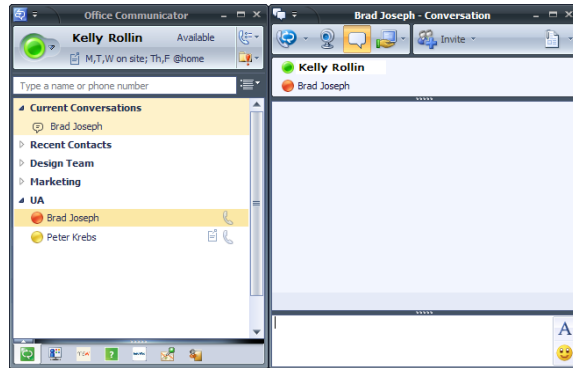 Office Communicator
Kelly Rollin Available
M,T,W on site; Th,F @home
Type a name or phone number
Current Conversations
Brad Joseph
Recent Contacts
Design Team
Marketing
UA
Brad Joseph
Peter Krebs
Brad Joseph - Conversation
Invite
Kelly Rollin
Brad Joseph
A